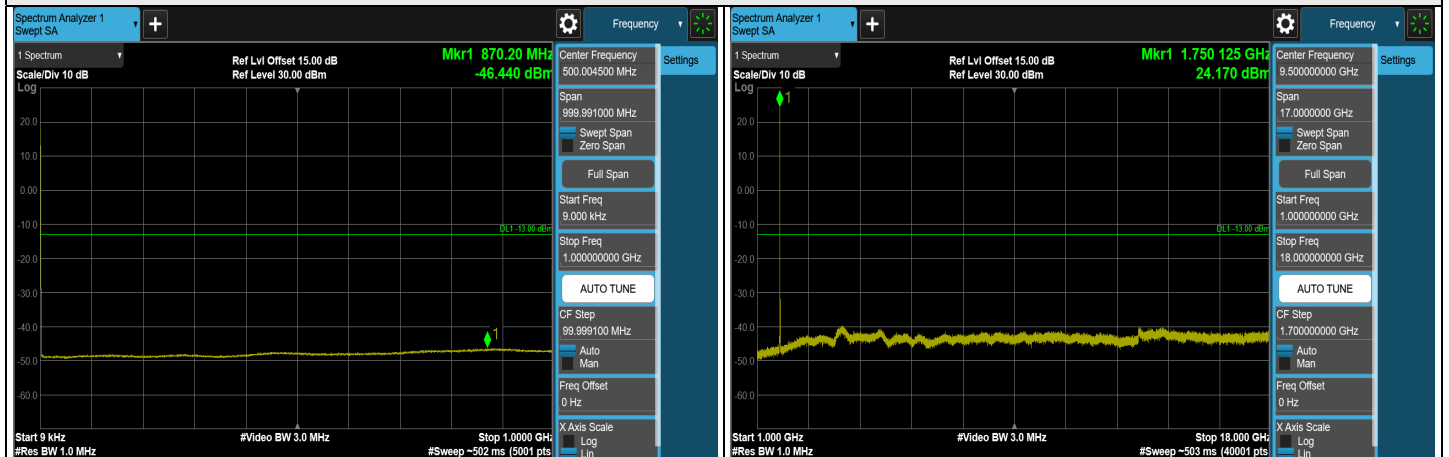 Spectrum Analyzer 1
Swept SA
+
Frequency
1 Spectrum
Scale/Div 10 dB
Log
Ref Lvl Offset 15.00 dB
Ref Level 30.00 dBm
Mkr1 870.20 MHz
-46.440 dBm
1
20.0
10.0
0.00
-10.0
DL1 -13.00 dBm
-30.0
-40.0
-50.0
-60.0
Start 9 kHz
#Res BW 1.0 MHz
#Video BW 3.0 MHz
Stop 1.0000 GHz
#Sweep ~502 ms (5001 pts
Center Frequency
500.004500 MHz
Settings
Span
999.991000 MHz
Swept Span
Zero Span
Full Span
Start Freq
9.000 kHz
Stop Freq
1.000000000 GHz
AUTO TUNE
CF Step
99.999100 MHz
Auto
Man
Freq Offset
0 Hz
X Axis Scale
Log
Lin
Spectrum Analyzer 1
Swept SA
+
Frequency
1 Spectrum
Scale/Div 10 dB
Log
Ref Lvl Offset 15.00 dB
Ref Level 30.00 dBm
Mkr1 1.750 125 GHz
24.170 dBm
1
20.0
10.0
0.00
-10.0
DL1 -13.00 dBm
-30.0
-40.0
-50.0
-60.0
Start 1.000 GHz
#Res BW 1.0 MHz
#Video BW 3.0 MHz
Stop 18.000 GHz
#Sweep ~503 ms (40001 pts
Center Frequency
9.500000000 GHz
Settings
Span
17.0000000 GHz
Swept Span
Zero Span
Full Span
Start Freq
1.000000000 GHz
Stop Freq
18.000000000 GHz
AUTO TUNE
CF Step
1.700000000 GHz
Auto
Man
Freq Offset
0 Hz
X Axis Scale
Log
Lin